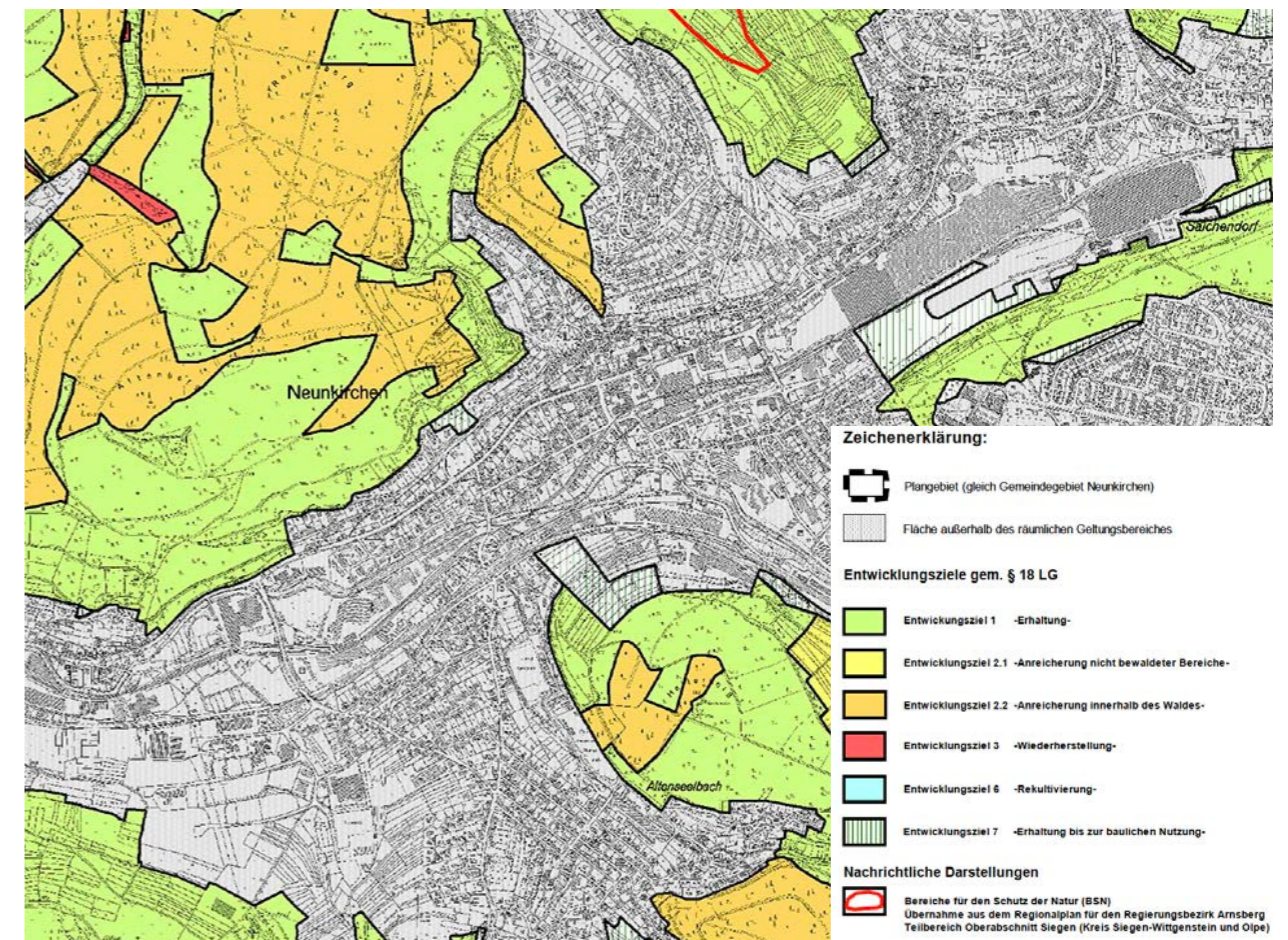 Salchendorf
Neunkirchen
Altenseelbach
Zeichenerklärung:
Plangebiet (gleich Gemeindegebiet Neunkirchen)
Fläche außerhalb des räumlichen Geltungsbereiches
Entwicklungsziele gem. § 18 LG
Entwickungsziel 1 -Erhaltung-
Entwicklungsziel 2.1 -Anreicherung nicht bewaldeter Bereiche-
Entwicklungsziel 2.2 -Anreicherung innerhalb des Waldes-
Entwicklungsziel 3 -Wiederherstellung-
Entwicklungsziel 6 -Rekultivierung-
Entwicklungsziel 7 -Erhaltung bis zur baulichen Nutzung-
Nachrichtliche Darstellungen
Bereiche für den Schutz der Natur (BSN)
Übernahme aus dem Regionalplan für den Regierungsbezirk Arnsberg
Teilbereich Oberabschnitt Siegen (Kreis Siegen-Wittgenstein und Olpe)